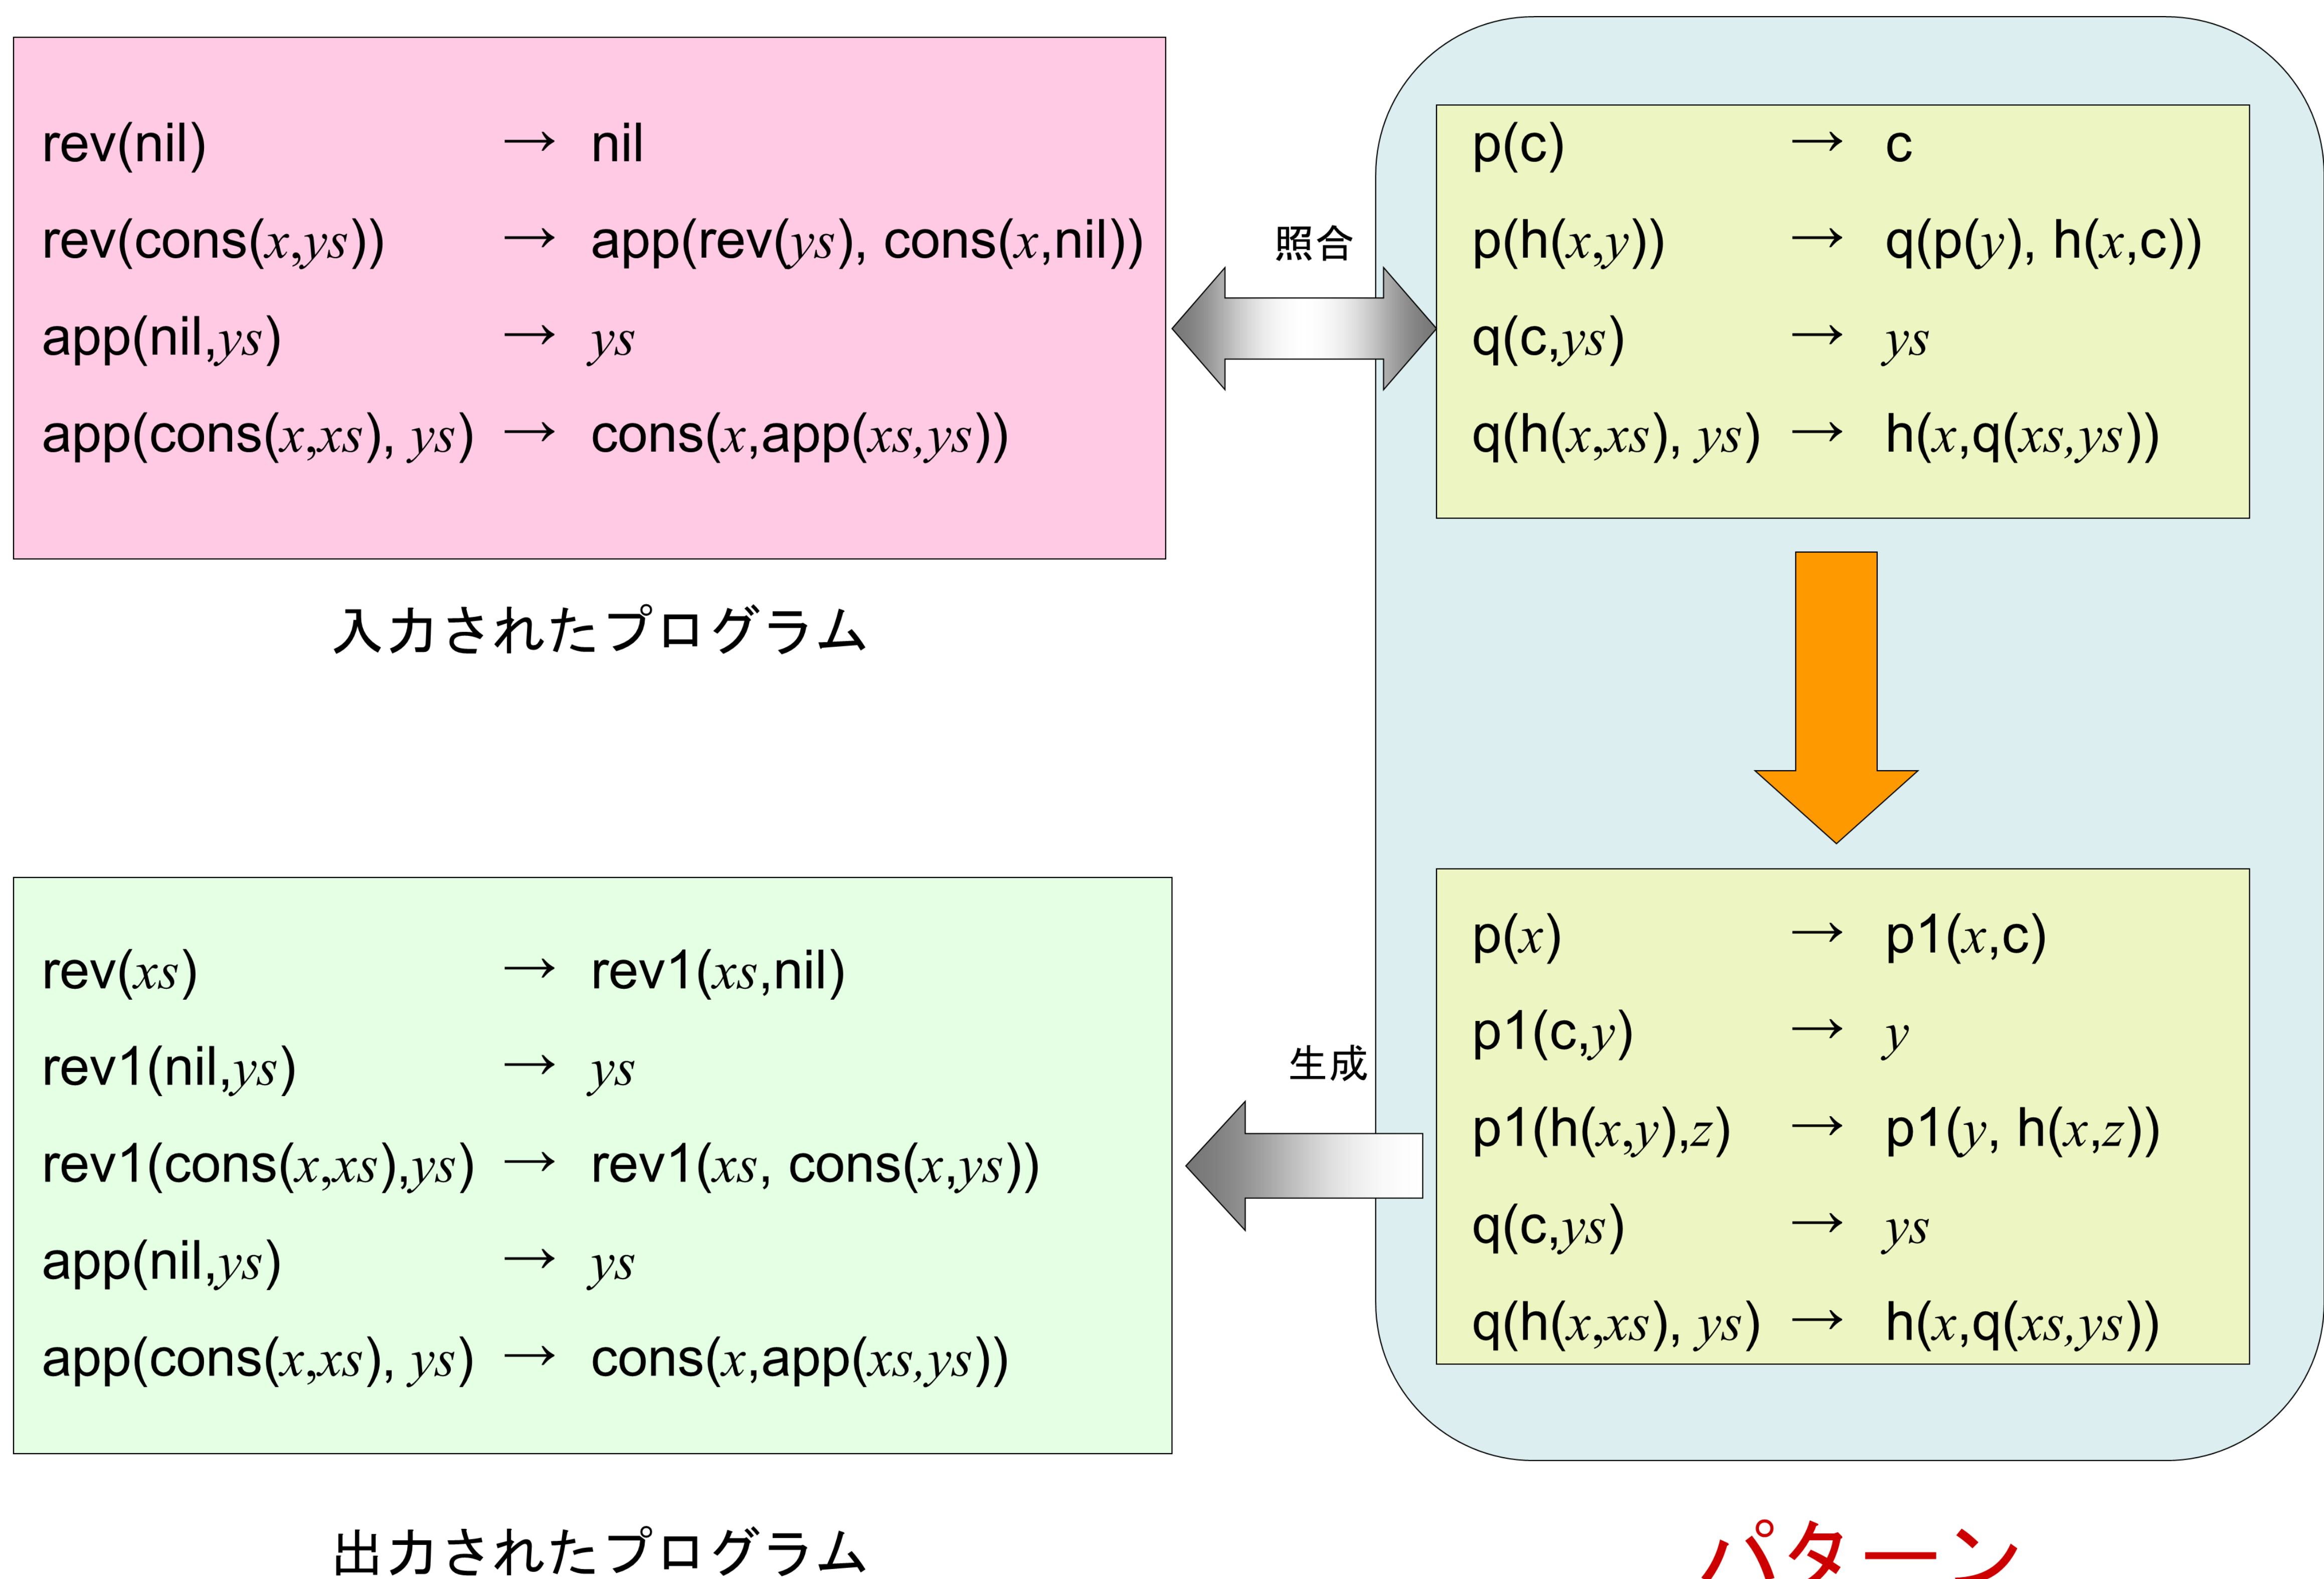 rev(nil) → nil
rev(cons(x,ys)) → app(rev(ys), cons(x,nil))
app(nil,ys) → ys
app(cons(x,xs), ys) → cons(x,app(xs,ys))
入力されたプログラム
照合
p(c) → c
p(h(x,y)) → q(p(y), h(x,c))
q(c,ys) → ys
q(h(x,xs), ys) → h(x,q(xs,ys))
rev(xs) → rev1(xs,nil)
rev1(nil,ys) → ys
rev1(cons(x,xs),ys) → rev1(xs, cons(x,ys))
app(nil,ys) → ys
app(cons(x,xs), ys) → cons(x,app(xs,ys))
出力されたプログラム
生成
p(x) → p1(x,c)
p1(c,y) → y
p1(h(x,y),z) → p1(y, h(x,z))
q(c,ys) → ys
q(h(x,xs), ys) → h(x,q(xs,ys))
パターン